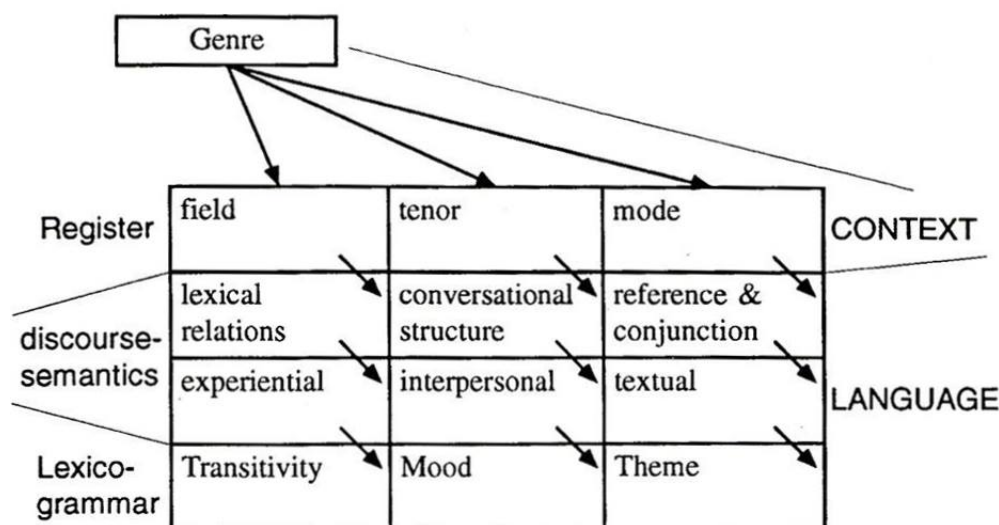 Genre
Register
field
tenor
mode
CONTEXT
discourse-
semantics
lexical
relations
conversational
structure
reference &
conjunction
experiential
interpersonal
textual
LANGUAGE
Lexico-
grammar
Transitivity
Mood
Theme